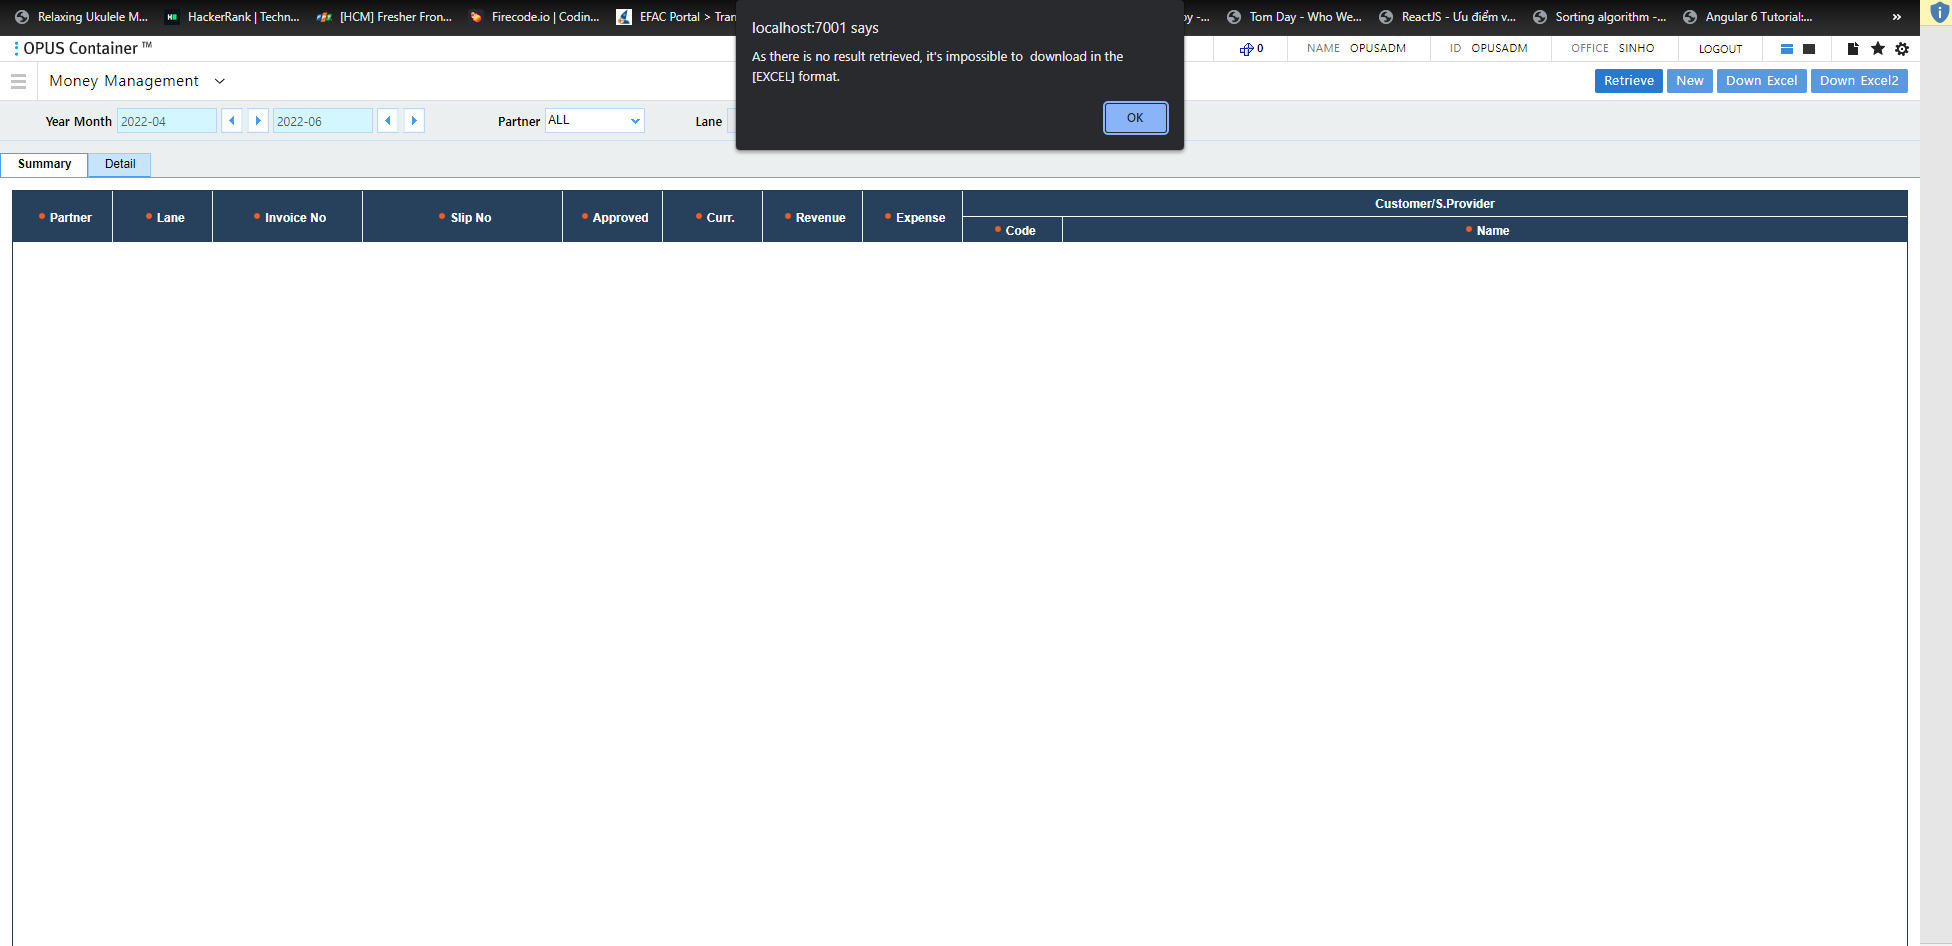 Relaxing Ukulele M... HackerRank | Techn... [HCM] Fresher Fron... Firecode.io | Codin... EFAC Portal > Tran oy -... Tom Day - Who We... ReactJS - Ưu điểm v... Sorting algorithm -... Angular 6 Tutorial:... »
localhost:7001 says
As there is no result retrieved, it's impossible to  download in the
[EXCEL] format.
OK
OPUS Container ™ 0 NAME OPUSADM ID OPUSADM OFFICE SINHO LOGOUT
Money Management Retrieve New Down Excel Down Excel2
Year Month 2022-04 2022-06 Partner ALL Lane
Summary Detail
Partner Lane Invoice No Slip No Approved Curr. Revenue Expense Customer/S.Provider
Code Name